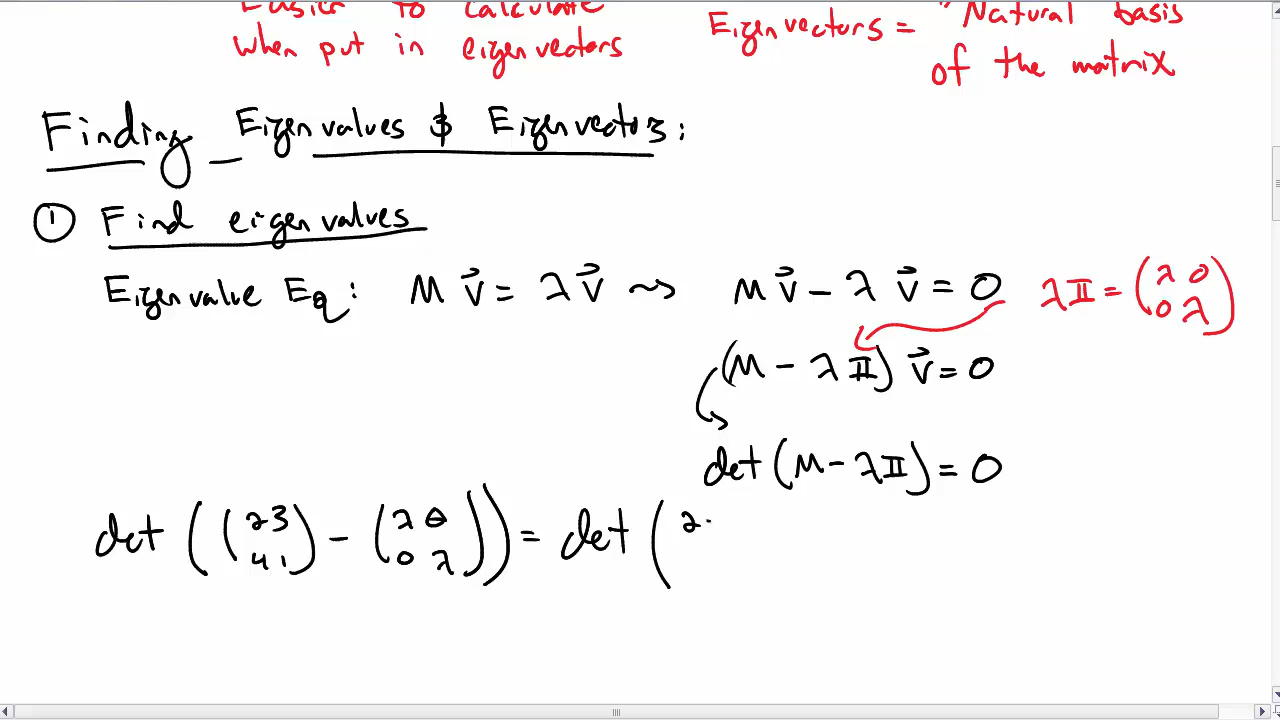 Easier to calculate
when put in eigenvectors
Eigenvectors = "Natural basis
of the matrix
Finding Eigenvalues & Eigenvectors:
① Find eigenvalues
Eigenvalue Eq: M v⃗ = λ v⃗ ⇝ M v⃗ − λ v⃗ = 0
λ𝕀 = (λ 0
0 λ)
(M − λ 𝕀) v⃗ = 0
det(M − λ𝕀) = 0
det ( (2 3
4 1) − (λ 0
0 λ) ) = det ( 2·